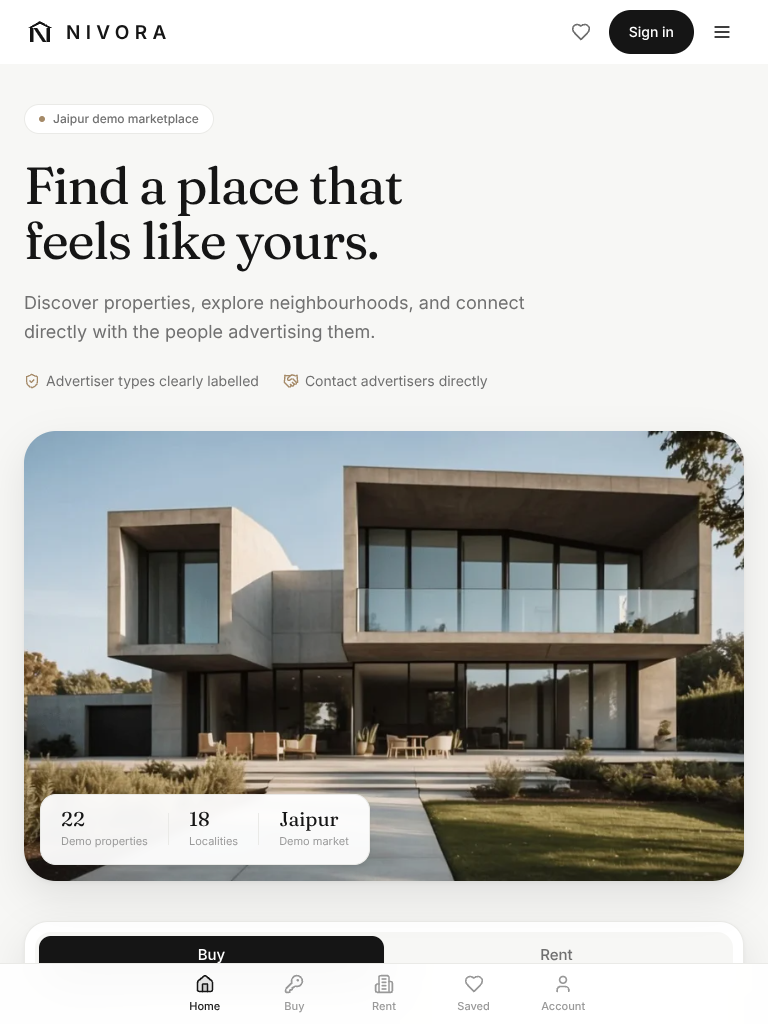 NIVORA
Sign in
Jaipur demo marketplace
Find a place that
feels like yours.
Discover properties, explore neighbourhoods, and connect
directly with the people advertising them.
Advertiser types clearly labelled
Contact advertisers directly
22
Demo properties
18
Localities
Jaipur
Demo market
Buy
Rent
Home
Buy
Rent
Saved
Account